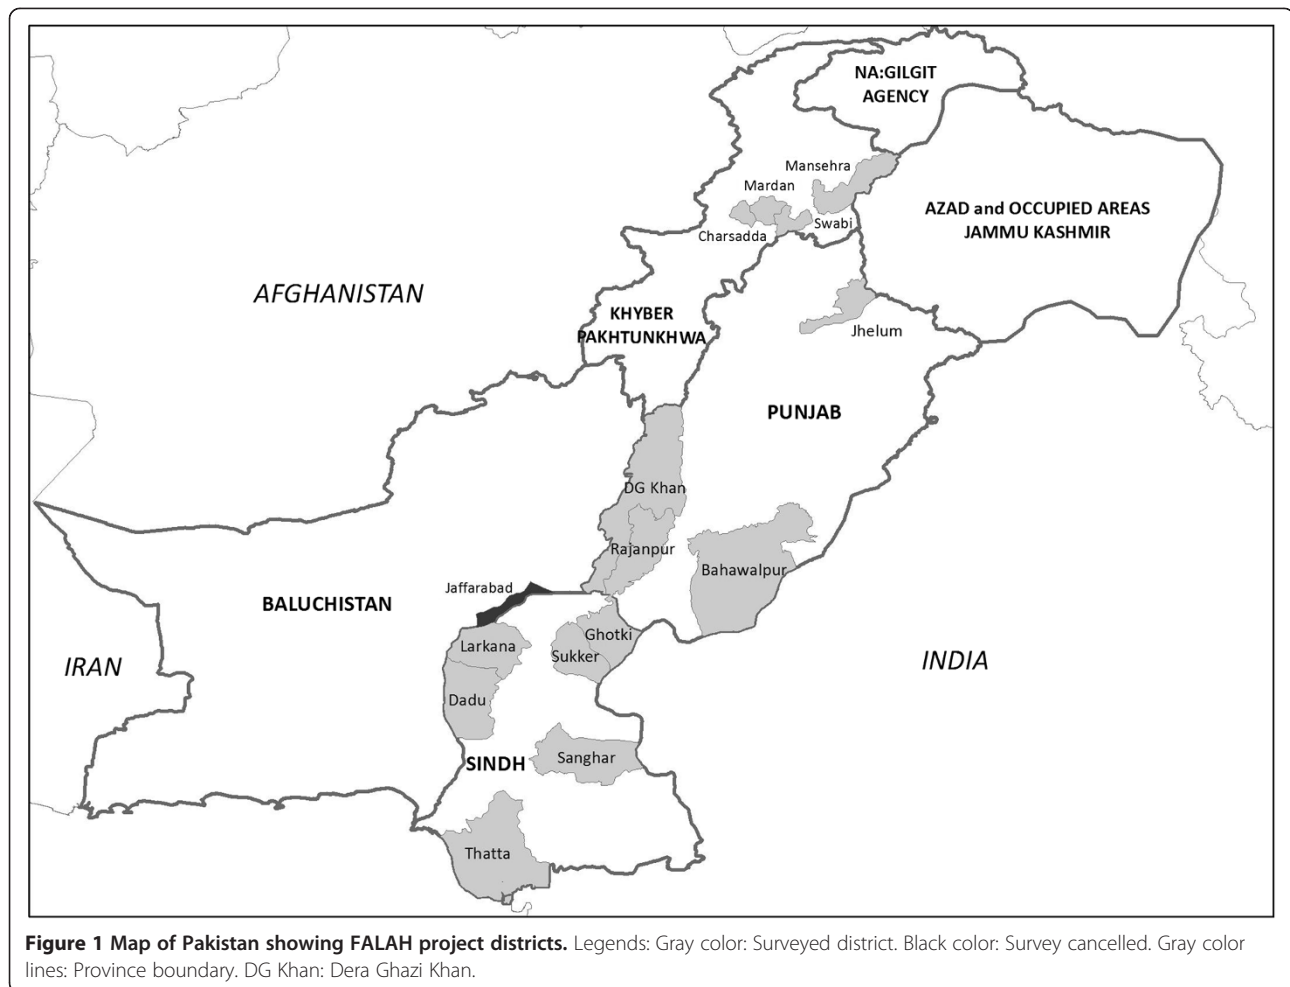 NA:GILGIT
AGENCY
Mansehra
Mardan
AZAD and OCCUPIED AREAS
JAMMU KASHMIR
Swabi
Charsadda
AFGHANISTAN
KHYBER
PAKHTUNKHWA
Jhelum
PUNJAB
DG Khan
Rajanpur
Bahawalpur
Jaffarabad
BALUCHISTAN
Ghotki
Larkana
Sukker
IRAN
INDIA
Dadu
Sanghar
SINDH
Thatta
Figure 1 Map of Pakistan showing FALAH project districts. Legends: Gray color: Surveyed district. Black color: Survey cancelled. Gray color
lines: Province boundary. DG Khan: Dera Ghazi Khan.